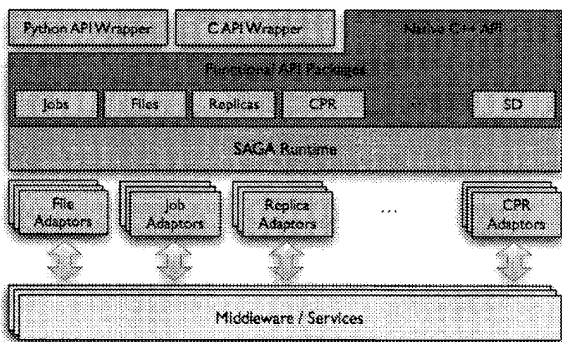 Python API Wrapper C API Wrapper Native C++ API
Functional API Packages
Jobs Files Replicas CPR ... SD
SAGA Runtime
File Adaptors Job Adaptors Replica Adaptors ... CPR Adaptors
Middleware / Services